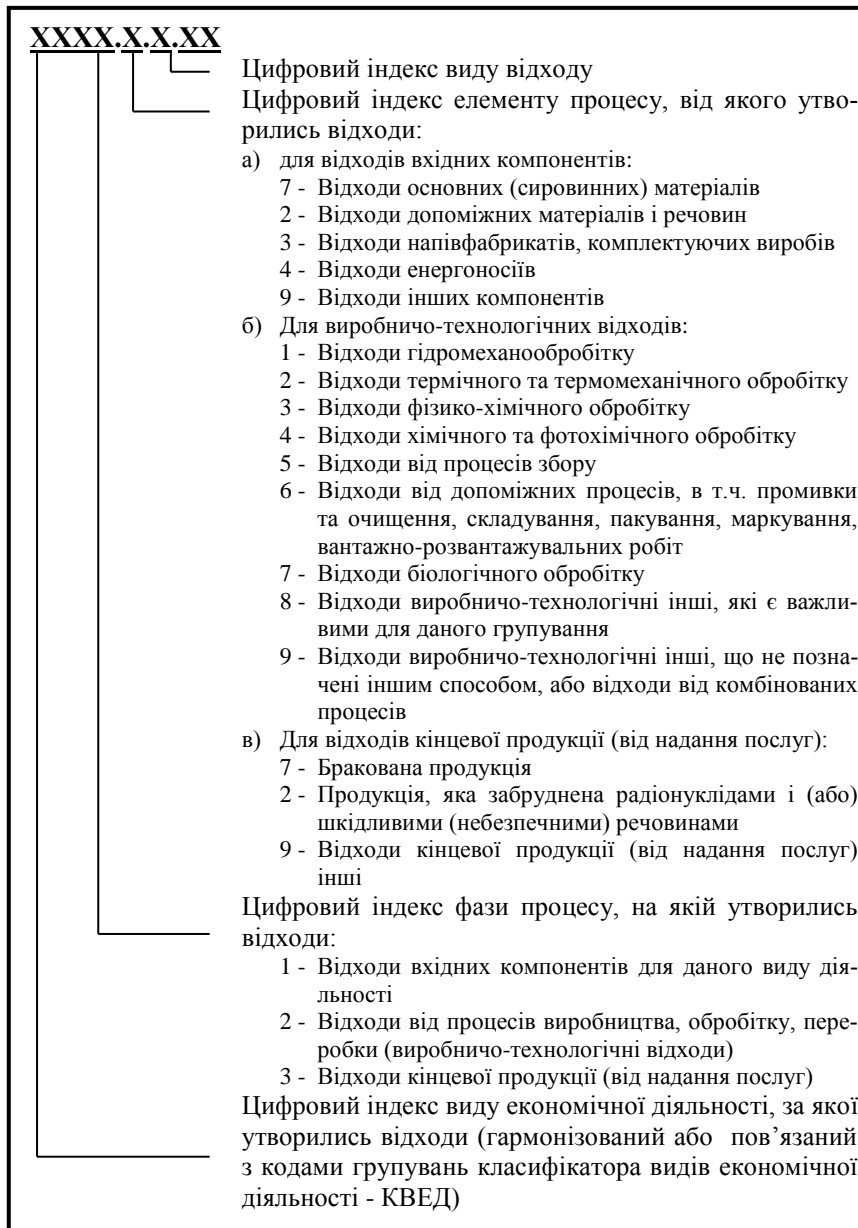 XXXX.X.X.XX
Цифровий індекс виду відходу
Цифровий індекс елементу процесу, від якого утво-
рились відходи:
а) для відходів вхідних компонентів:
7 - Відходи основних (сировинних) матеріалів
2 - Відходи допоміжних матеріалів і речовин
3 - Відходи напівфабрикатів, комплектуючих виробів
4 - Відходи енергоносіїв
9 - Відходи інших компонентів
б) Для виробничо-технологічних відходів:
1 - Відходи гідромеханообробітку
2 - Відходи термічного та термомеханічного обробітку
3 - Відходи фізико-хімічного обробітку
4 - Відходи хімічного та фотохімічного обробітку
5 - Відходи від процесів збору
6 - Відходи від допоміжних процесів, в т.ч. промивки
та очищення, складування, пакування, маркування,
вантажно-розвантажувальних робіт
7 - Відходи біологічного обробітку
8 - Відходи виробничо-технологічні інші, які є важли-
вими для даного групування
9 - Відходи виробничо-технологічні інші, що не позна-
чені іншим способом, або відходи від комбінованих
процесів
в) Для відходів кінцевої продукції (від надання послуг):
7 - Бракована продукція
2 - Продукція, яка забруднена радіонуклідами і (або)
шкідливими (небезпечними) речовинами
9 - Відходи кінцевої продукції (від надання послуг)
інші
Цифровий індекс фази процесу, на якій утворились
відходи:
1 - Відходи вхідних компонентів для даного виду дія-
льності
2 - Відходи від процесів виробництва, обробітку, пере-
робки (виробничо-технологічні відходи)
3 - Відходи кінцевої продукції (від надання послуг)
Цифровий індекс виду економічної діяльності, за якої
утворились відходи (гармонізований або пов’язаний
з кодами групувань класифікатора видів економічної
діяльності - КВЕД)